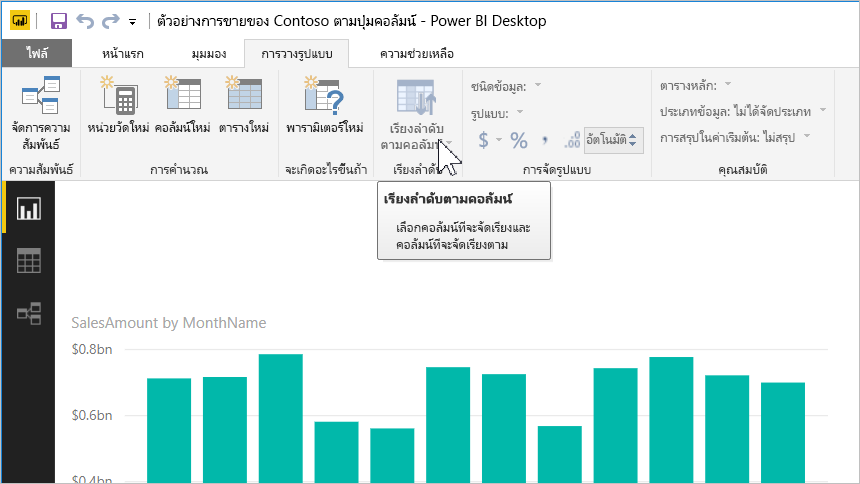 ตัวอย่างการขายของ Contoso ตามปุ่มคอลัมน์ - Power BI Desktop
ไฟล์ หน้าแรก มุมมอง การวางรูปแบบ ความช่วยเหลือ
จัดการความ
สัมพันธ์
หน่วยวัดใหม่ คอลัมน์ใหม่ ตารางใหม่
พารามิเตอร์ใหม่
เรียงลำดับ
ตามคอลัมน์
ชนิดข้อมูล:
รูปแบบ:
$ % , .00 อัตโนมัติ
ตารางหลัก:
ประเภทข้อมูล: ไม่ได้จัดประเภท
การสรุปในค่าเริ่มต้น: ไม่สรุป
ความสัมพันธ์ การคำนวณ จะเกิดอะไรขึ้นถ้า เรียงลำดับ การจัดรูปแบบ คุณสมบัติ
เรียงลำดับตามคอลัมน์
เลือกคอลัมน์ที่จะจัดเรียงและ
คอลัมน์ที่จะจัดเรียงตาม
SalesAmount by MonthName
$0.8bn
$0.6bn
$0.4bn